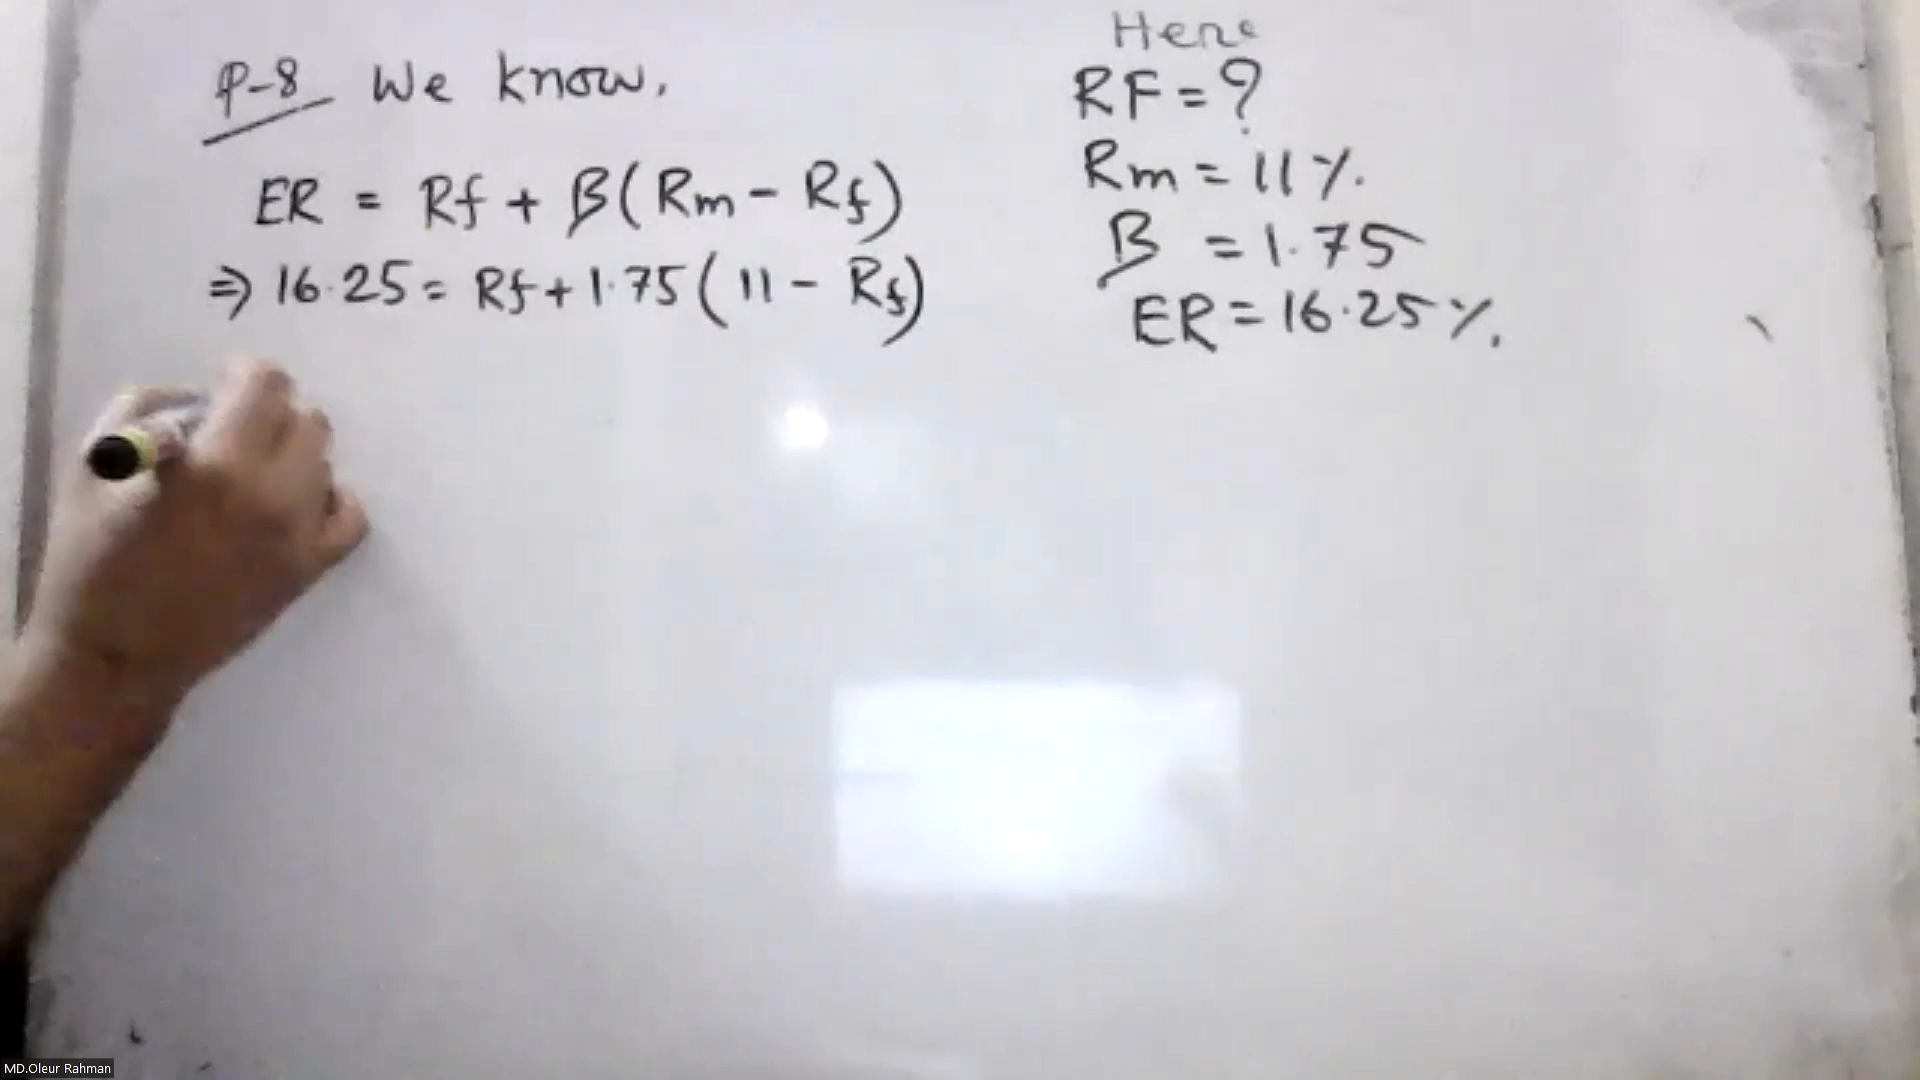 P-8 We know,
ER = Rf + β(Rm - Rf)
⇒ 16.25 = Rf + 1.75(11 - Rf)
Here
RF = ?
Rm = 11%.
β = 1.75
ER = 16.25%.
MD.Oleur Rahman